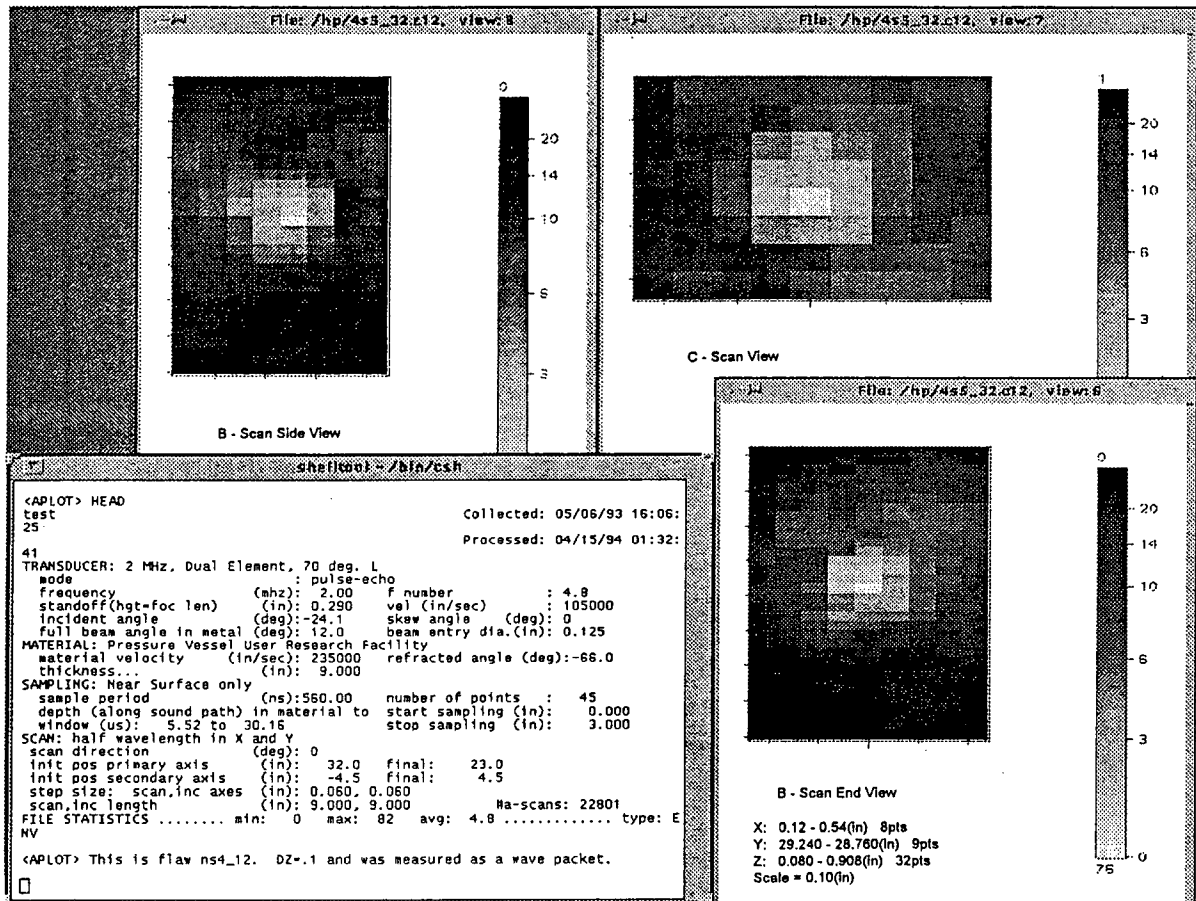 File: /hp/4s5_32.c12, view:8
0
20
14
10
6
3
B - Scan Side View
File: /hp/4s5_32.c12, view:7
1
20
14
10
6
3
C - Scan View
File: /hp/4s5_32.c12, view:6
0
20
14
10
6
3
0
76
B - Scan End View
X: 0.12 - 0.54(in) 8pts
Y: 29.240 - 28.760(in) 9pts
Z: 0.080 - 0.908(in) 32pts
Scale = 0.10(in)
shelltool - /bin/csh
<APLOT> HEAD
test Collected: 05/06/93 16:06:
25
Processed: 04/15/94 01:32:
41
TRANSDUCER: 2 MHz, Dual Element, 70 deg. L
mode : pulse-echo
frequency (mhz): 2.00 f number : 4.8
standoff(hgt=foc len) (in): 0.290 vel (in/sec) : 105000
incident angle (deg):-24.1 skew angle (deg): 0
full beam angle in metal (deg): 12.0 beam entry dia.(in): 0.125
MATERIAL: Pressure Vessel User Research Facility
material velocity (in/sec): 235000 refracted angle (deg):-66.0
thickness... (in): 9.000
SAMPLING: Near Surface only
sample period (ns):560.00 number of points : 45
depth (along sound path) in material to start sampling (in): 0.000
window (us): 5.52 to 30.16 stop sampling (in): 3.000
SCAN: half wavelength in X and Y
scan direction (deg): 0
init pos primary axis (in): 32.0 final: 23.0
init pos secondary axis (in): -4.5 final: 4.5
step size: scan,inc axes (in): 0.060, 0.060
scan,inc length (in): 9.000, 9.000 #a-scans: 22801
FILE STATISTICS ........ min: 0 max: 82 avg: 4.8 ............. type: E
NV
<APLOT> This is flaw ns4_12. DZ=.1 and was measured as a wave packet.